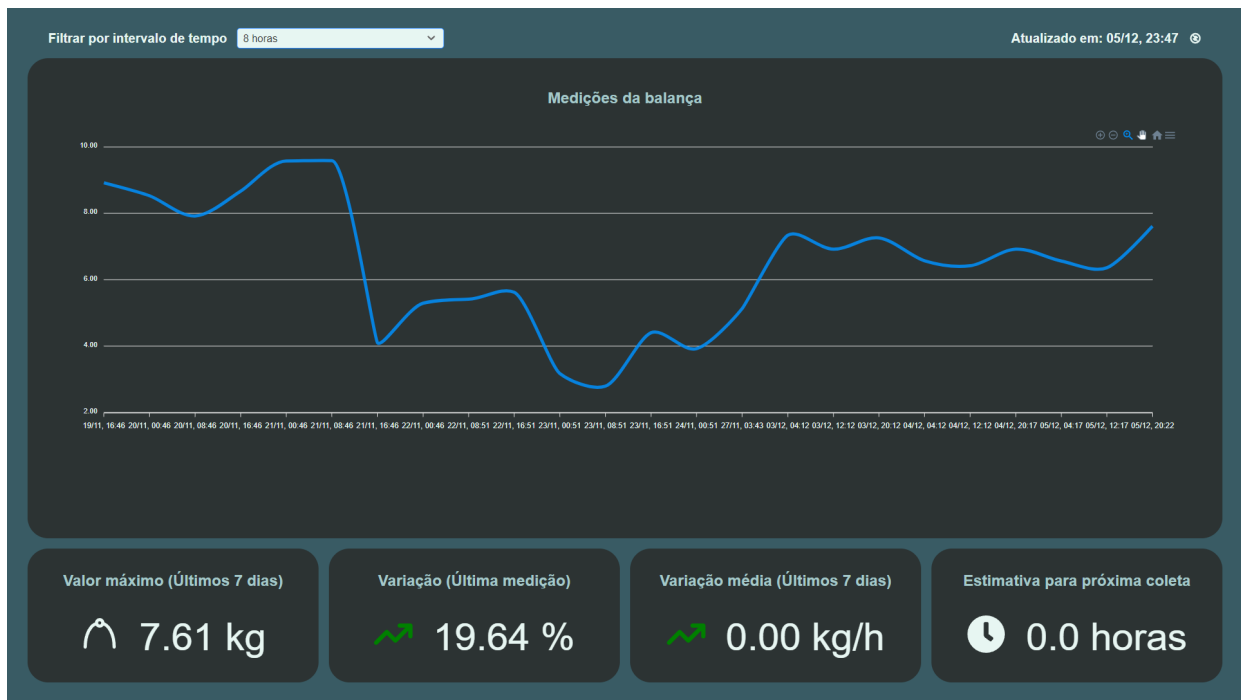 Filtrar por intervalo de tempo 8 horas Atualizado em: 05/12, 23:47
Medições da balança
10.00
8.00
6.00
4.00
2.00
19/11, 16:46 20/11, 00:46 20/11, 08:46 20/11, 16:46 21/11, 00:46 21/11, 08:46 21/11, 16:46 22/11, 00:46 22/11, 08:51 22/11, 16:51 23/11, 00:51 23/11, 08:51 23/11, 16:51 24/11, 00:51 27/11, 03:43 03/12, 04:12 03/12, 12:12 03/12, 20:12 04/12, 04:12 04/12, 12:12 04/12, 20:17 05/12, 04:17 05/12, 12:17 05/12, 20:22
Valor máximo (Últimos 7 dias) Variação (Última medição) Variação média (Últimos 7 dias) Estimativa para próxima coleta
7.61 kg 19.64 % 0.00 kg/h 0.0 horas